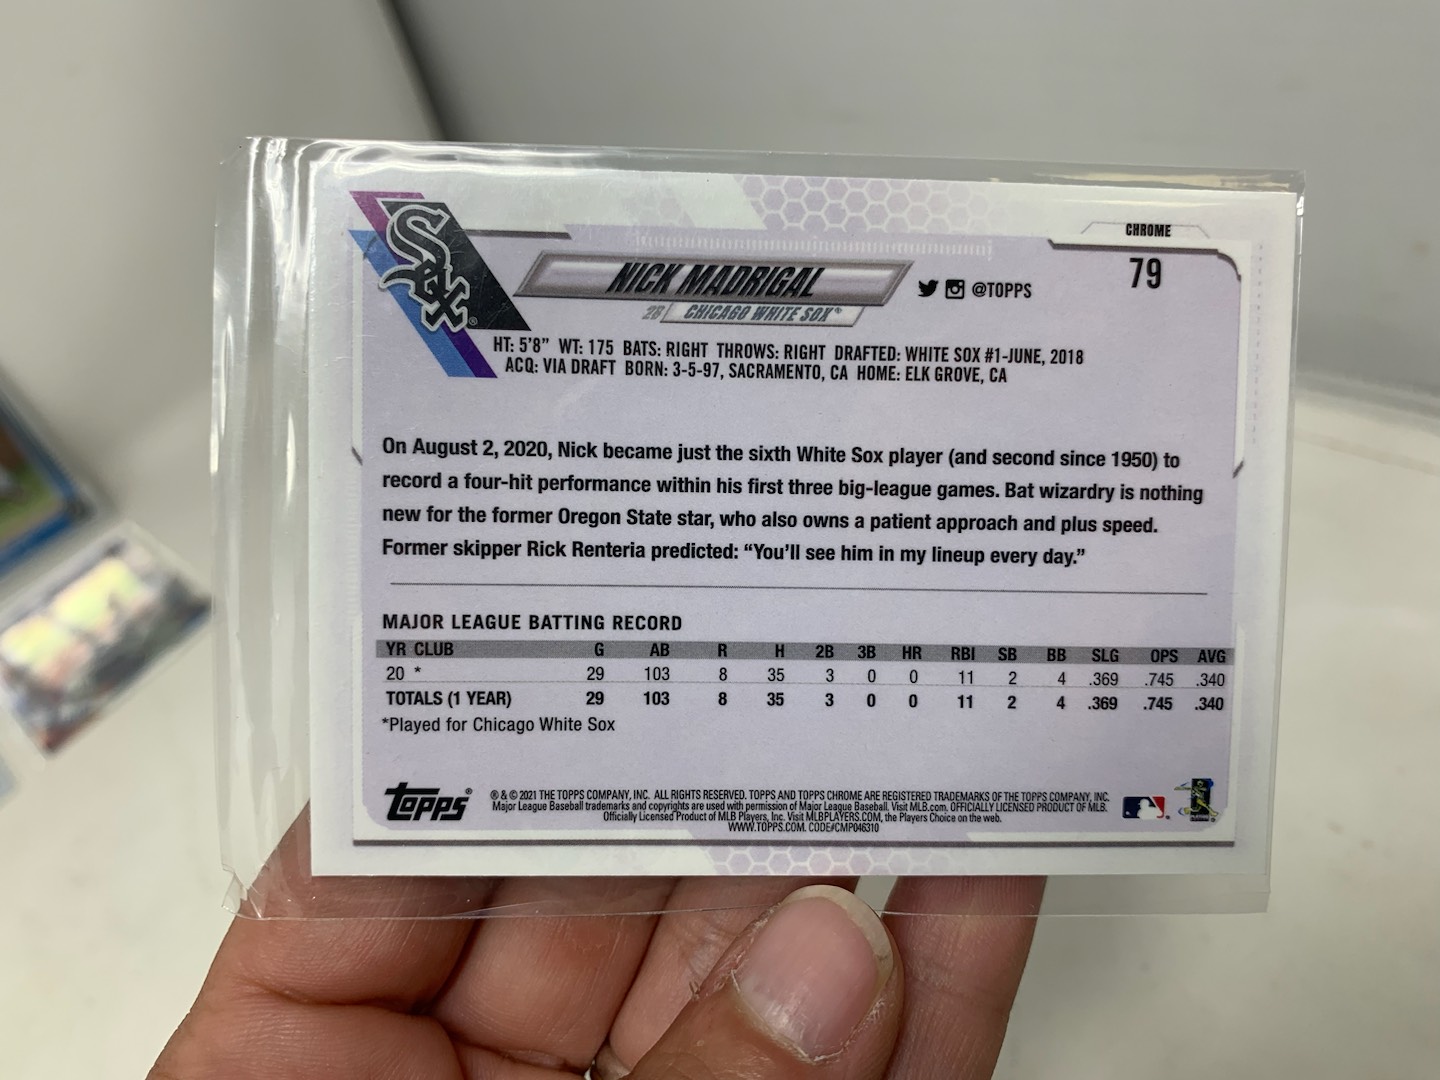 Sox
CHROME
79
NICK MADRIGAL
2B CHICAGO WHITE SOX
@TOPPS
HT: 5'8" WT: 175 BATS: RIGHT THROWS: RIGHT DRAFTED: WHITE SOX #1-JUNE, 2018
ACQ: VIA DRAFT BORN: 3-5-97, SACRAMENTO, CA HOME: ELK GROVE, CA
On August 2, 2020, Nick became just the sixth White Sox player (and second since 1950) to
record a four-hit performance within his first three big-league games. Bat wizardry is nothing
new for the former Oregon State star, who also owns a patient approach and plus speed.
Former skipper Rick Renteria predicted: “You’ll see him in my lineup every day.”
MAJOR LEAGUE BATTING RECORD
YR CLUB G AB R H 2B 3B HR RBI SB BB SLG OPS AVG
20 * 29 103 8 35 3 0 0 11 2 4 .369 .745 .340
TOTALS (1 YEAR) 29 103 8 35 3 0 0 11 2 4 .369 .745 .340
*Played for Chicago White Sox
Topps®
® & © 2021 THE TOPPS COMPANY, INC. ALL RIGHTS RESERVED. TOPPS AND TOPPS CHROME ARE REGISTERED TRADEMARKS OF THE TOPPS COMPANY, INC.
Major League Baseball trademarks and copyrights are used with permission of Major League Baseball. Visit MLB.com. OFFICIALLY LICENSED PRODUCT OF MLB.
Officially Licensed Product of MLB Players, Inc. Visit MLBPLAYERS.COM, the Players Choice on the web.
WWW.TOPPS.COM. CODE#CMP046310